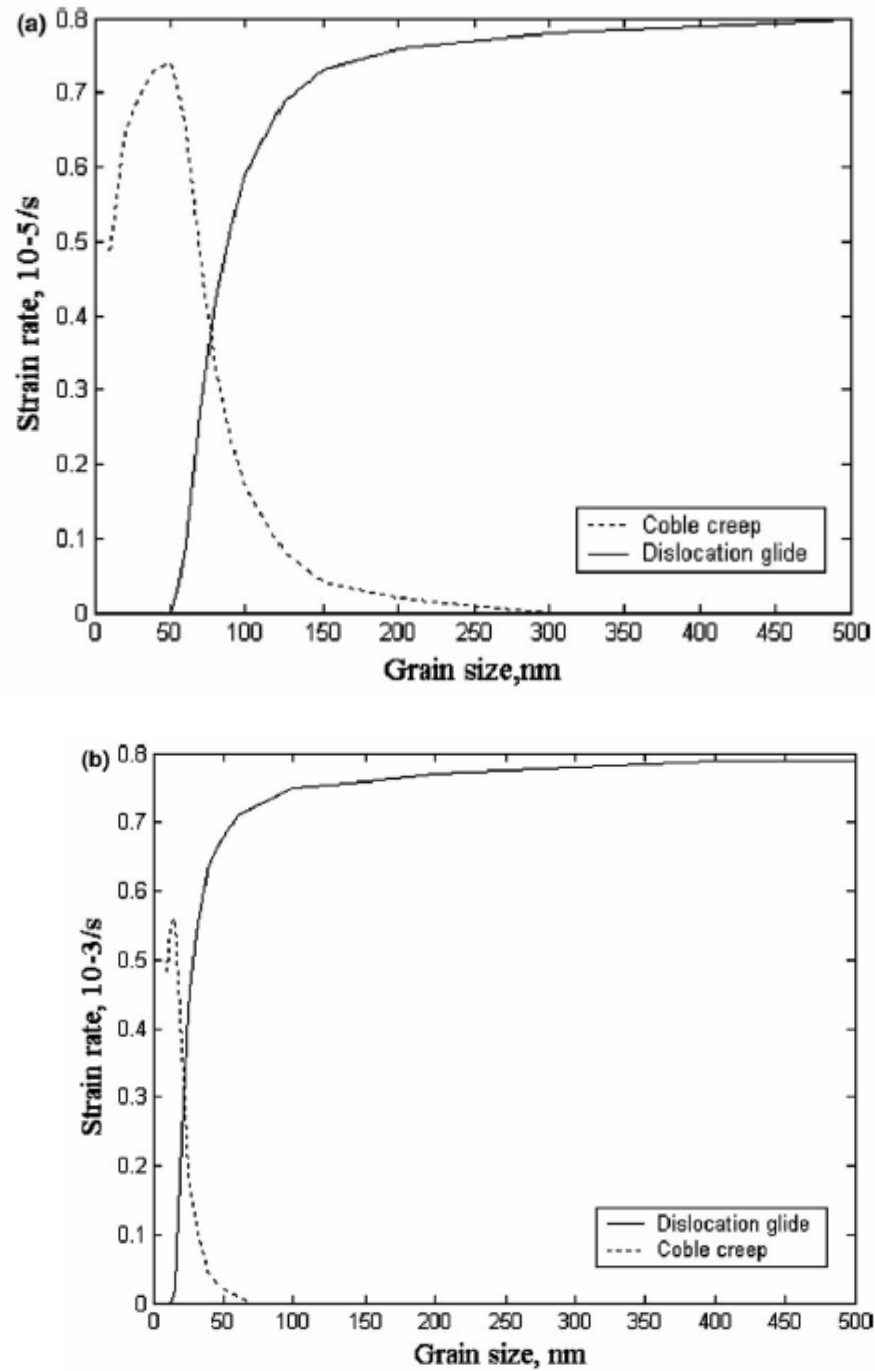 (a)
0.8
0.7
0.6
0.5
0.4
0.3
0.2
0.1
0
Strain rate, 10-5/s
Coble creep
Dislocation glide
0 50 100 150 200 250 300 350 400 450 500
Grain size,nm
(b)
0.8
0.7
0.6
0.5
0.4
0.3
0.2
0.1
0
Strain rate, 10-3/s
Dislocation glide
Coble creep
0 50 100 150 200 250 300 350 400 450 500
Grain size, nm